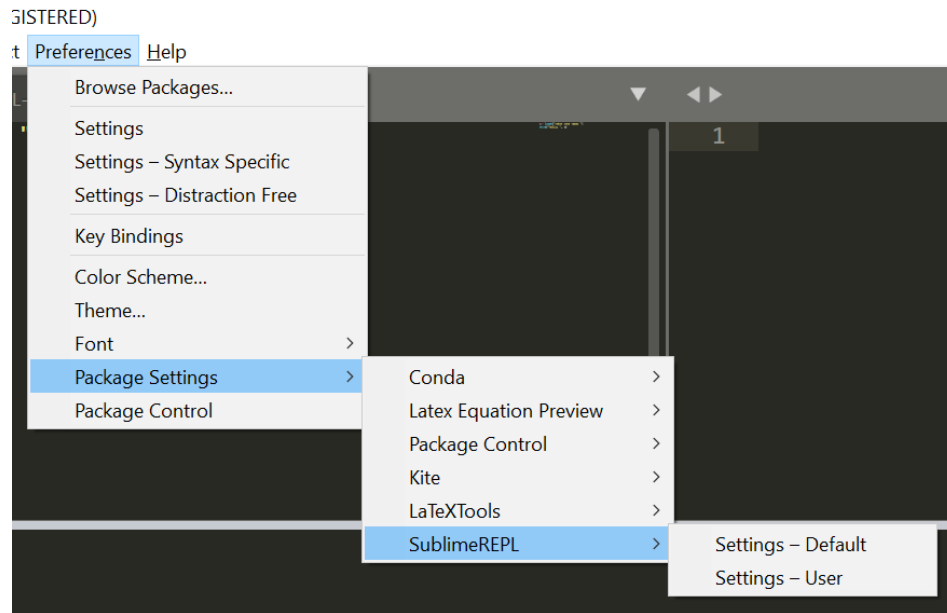 GISTERED)
t Preferences Help
L-
Browse Packages...
"
1
Settings
Settings – Syntax Specific
Settings – Distraction Free
Key Bindings
Color Scheme...
Theme...
Font
Package Settings
Package Control
Conda
Latex Equation Preview
Package Control
Kite
LaTeXTools
SublimeREPL
Settings – Default
Settings – User